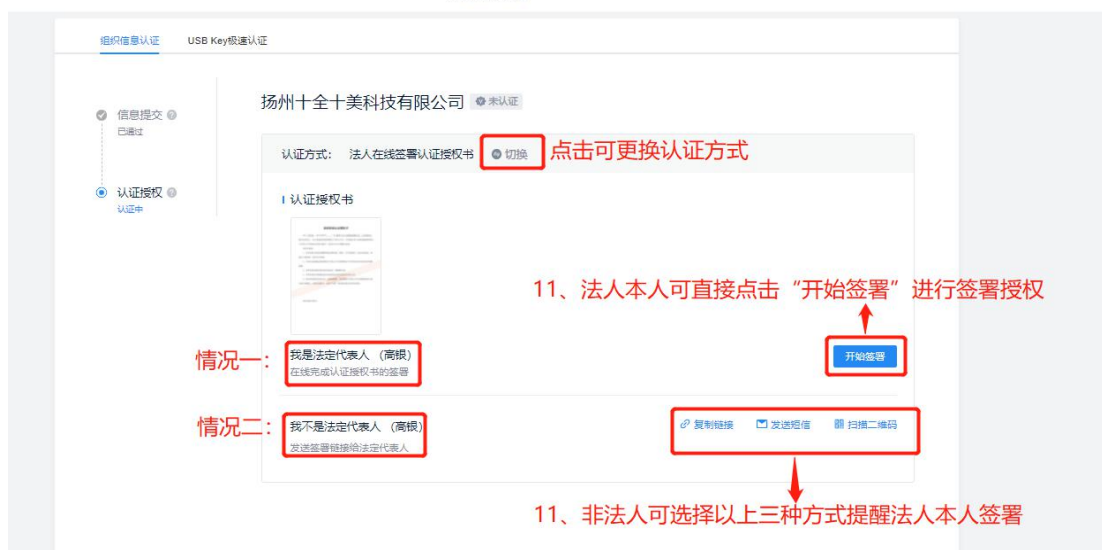 组织信息认证 USB Key极速认证
扬州十全十美科技有限公司 未认证
信息提交
已通过
认证方式： 法人在线签署认证授权书 切换 点击可更换认证方式
认证授权
认证中
认证授权书
11、法人本人可直接点击“开始签署”进行签署授权
情况一： 我是法定代表人 （高银） 开始签署
在线完成认证授权书的签署
情况二： 我不是法定代表人 （高银） 复制链接 发送短信 扫描二维码
发送签署链接给法定代表人
11、非法人可选择以上三种方式提醒法人本人签署